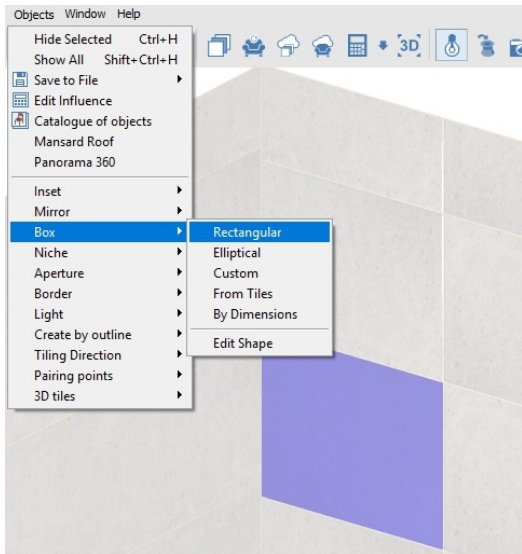 Objects Window Help
3D
Hide Selected Ctrl+H
Show All Shift+Ctrl+H
Save to File
Edit Influence
Catalogue of objects
Mansard Roof
Panorama 360
Inset
Mirror
Box
Niche
Aperture
Border
Light
Create by outline
Tiling Direction
Pairing points
3D tiles
Rectangular
Elliptical
Custom
From Tiles
By Dimensions
Edit Shape